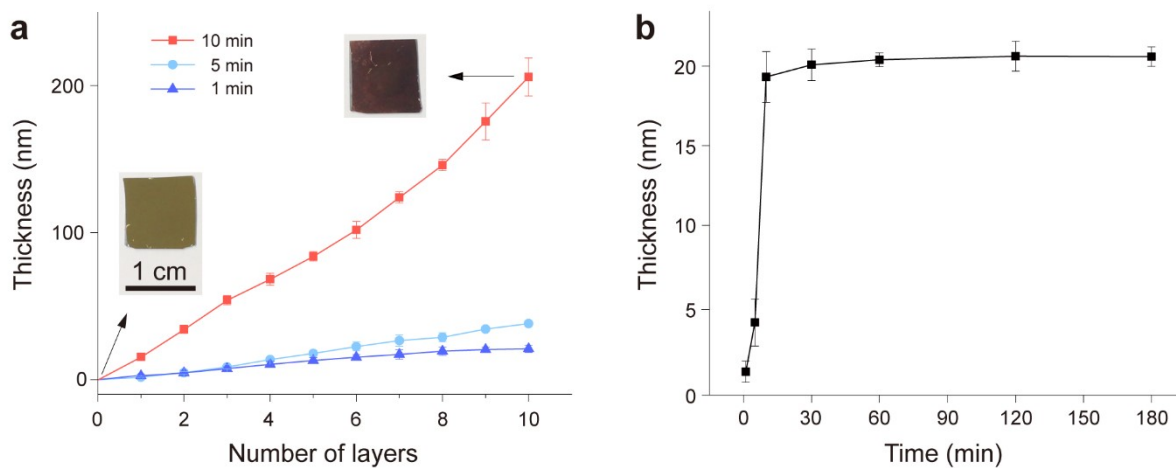 a
10 min
5 min
1 min
200
100
0
Thickness (nm)
1 cm
0 2 4 6 8 10
Number of layers
b
20
15
10
5
0
Thickness (nm)
0 30 60 90 120 150 180
Time (min)